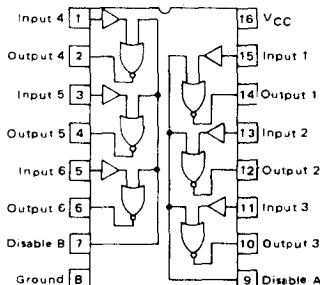 Input 4 1
Output 4 2
Input 5 3
Output 5 4
Input 6 5
Output 6 6
Disable B 7
Ground 8
16 VCC
15 Input 1
14 Output 1
13 Input 2
12 Output 2
11 Input 3
10 Output 3
9 Disable A